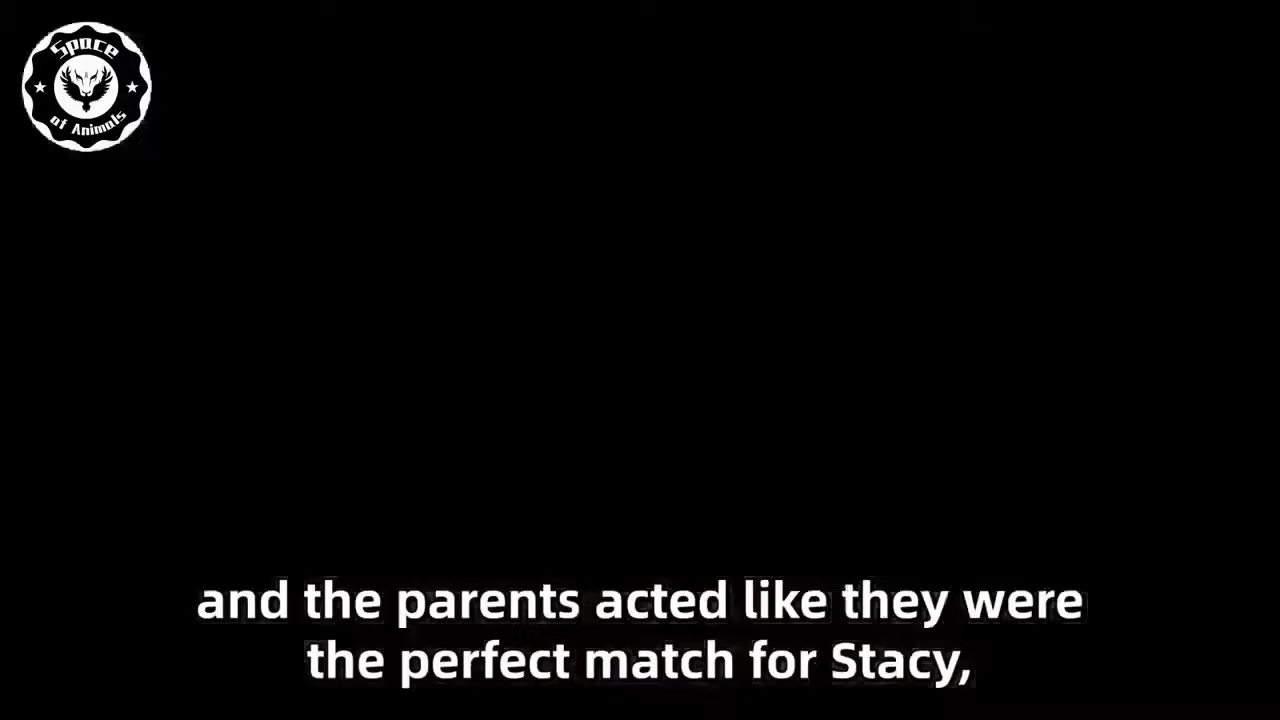 Space
of Animals
and the parents acted like they were
the perfect match for Stacy,